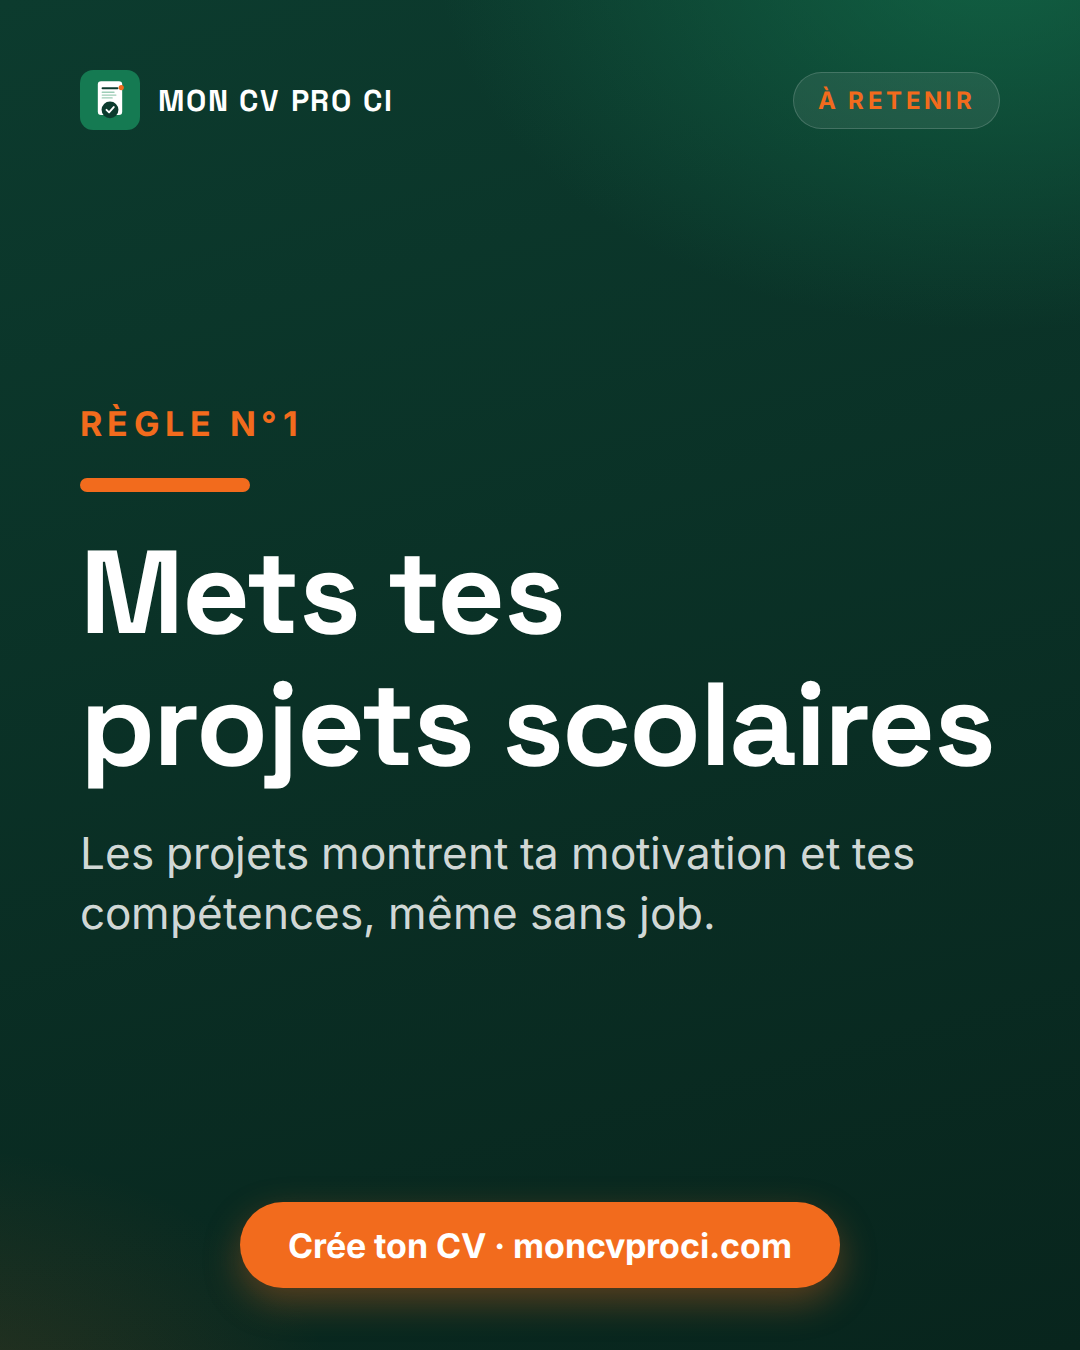 MON CV PRO CI
À RETENIR
RÈGLE N°1
Mets tes
projets scolaires
Les projets montrent ta motivation et tes
compétences, même sans job.
Crée ton CV · moncvproci.com